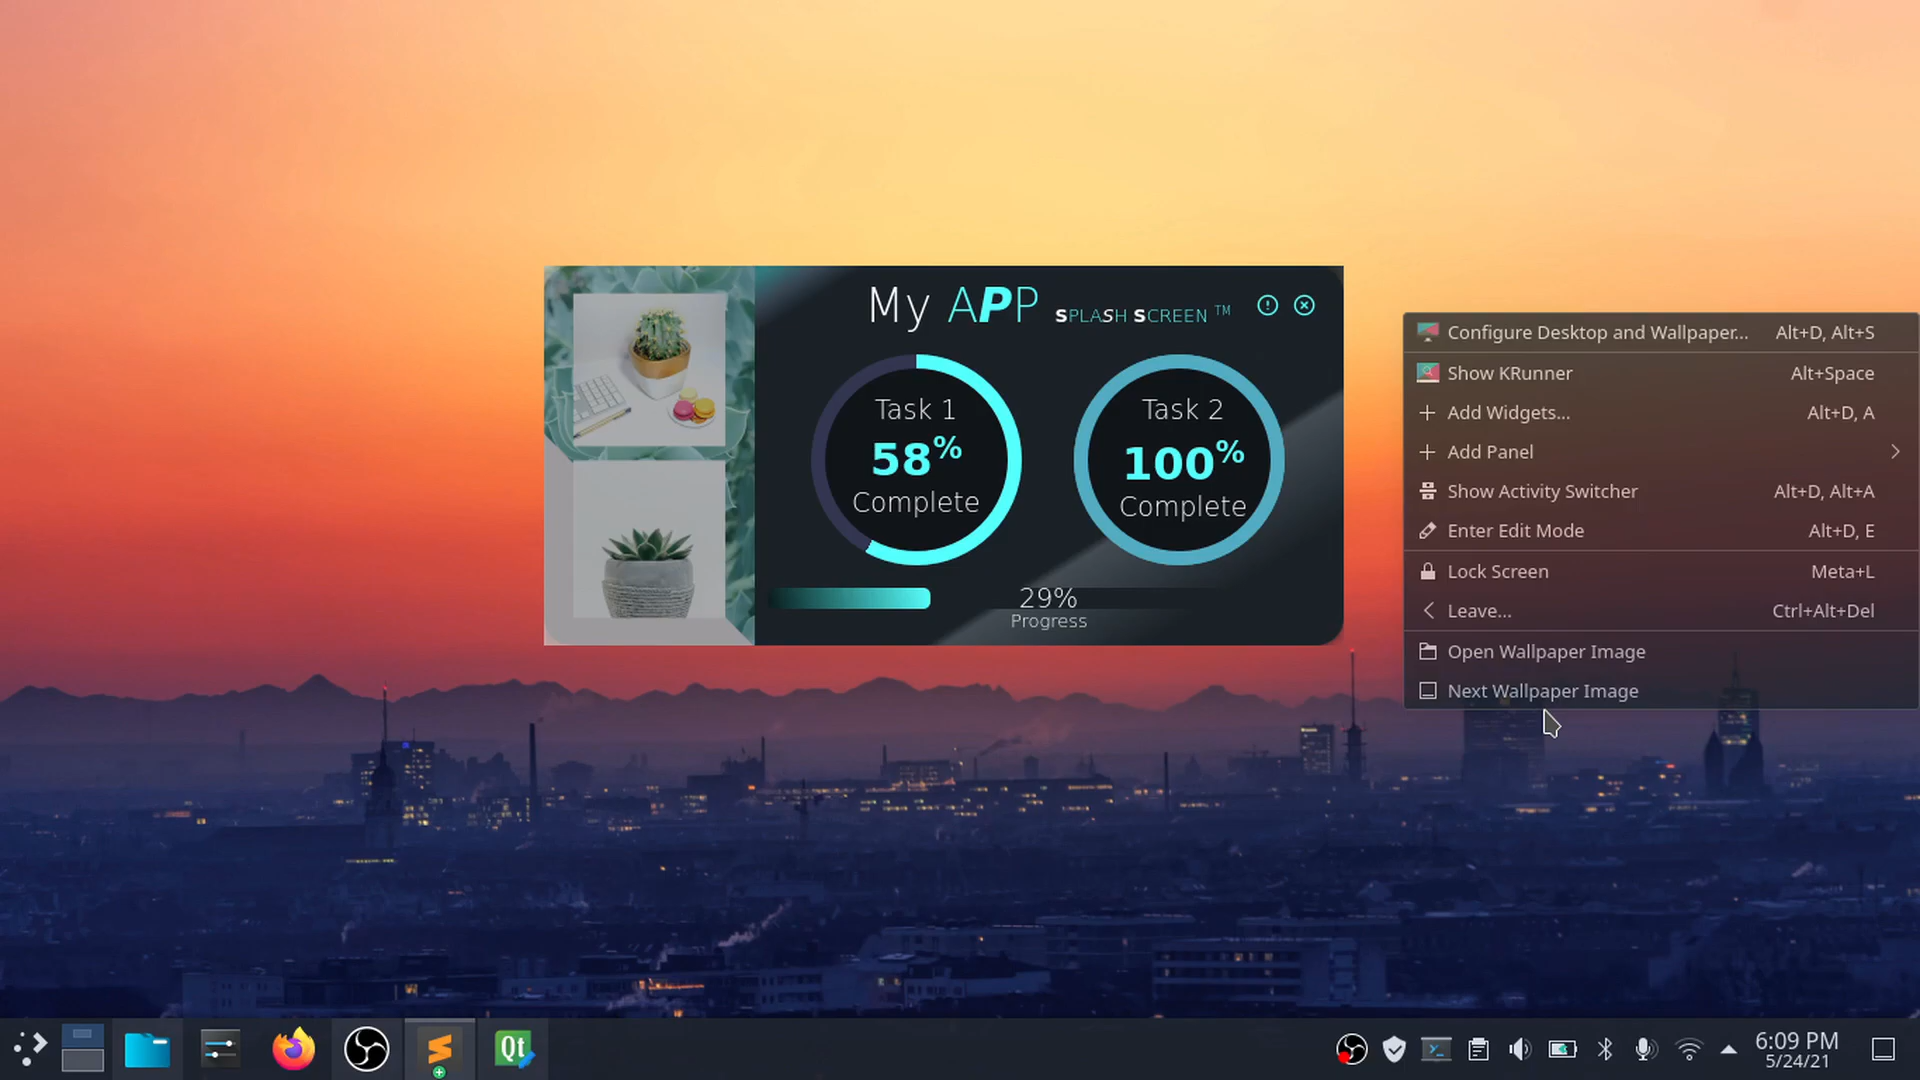 My APP SPLASH SCREEN TM
Task 1
58%
Complete
Task 2
100%
Complete
29%
Progress
Configure Desktop and Wallpaper... Alt+D, Alt+S
Show KRunner Alt+Space
Add Widgets... Alt+D, A
Add Panel
Show Activity Switcher Alt+D, Alt+A
Enter Edit Mode Alt+D, E
Lock Screen Meta+L
Leave... Ctrl+Alt+Del
Open Wallpaper Image
Next Wallpaper Image
Qt
6:09 PM
5/24/21